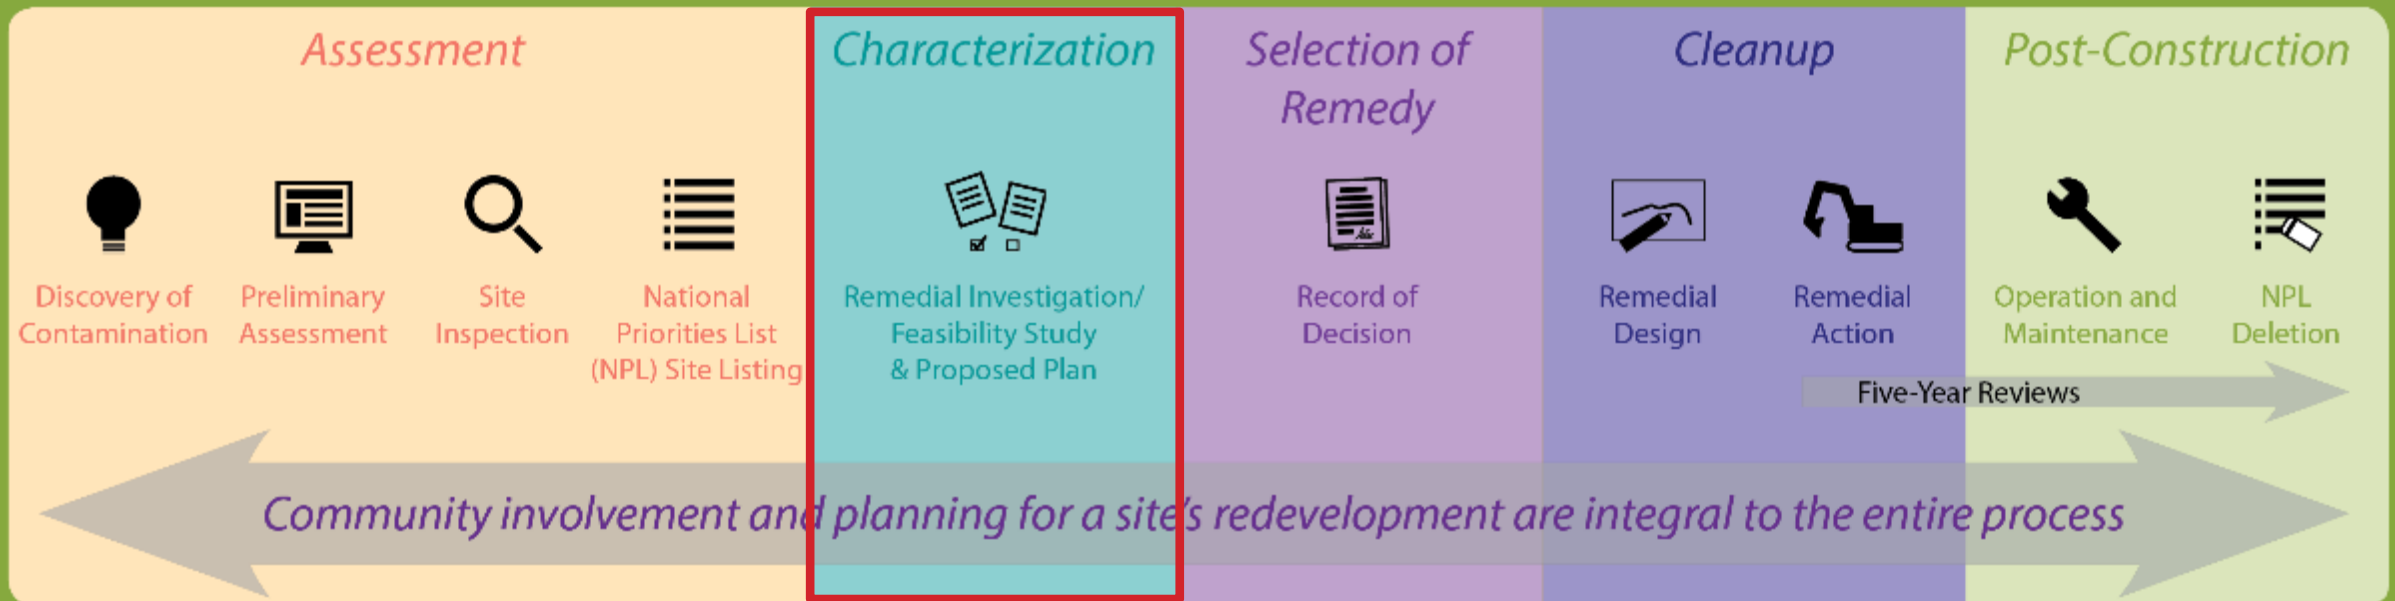 Assessment
Discovery of
Contamination
Preliminary
Assessment
Site
Inspection
National
Priorities List
(NPL) Site Listing
Characterization
Remedial Investigation/
Feasibility Study
& Proposed Plan
Selection of
Remedy
Record of
Decision
Cleanup
Remedial
Design
Remedial
Action
Post-Construction
Operation and
Maintenance
NPL
Deletion
Five-Year Reviews
Community involvement and planning for a site's redevelopment are integral to the entire process